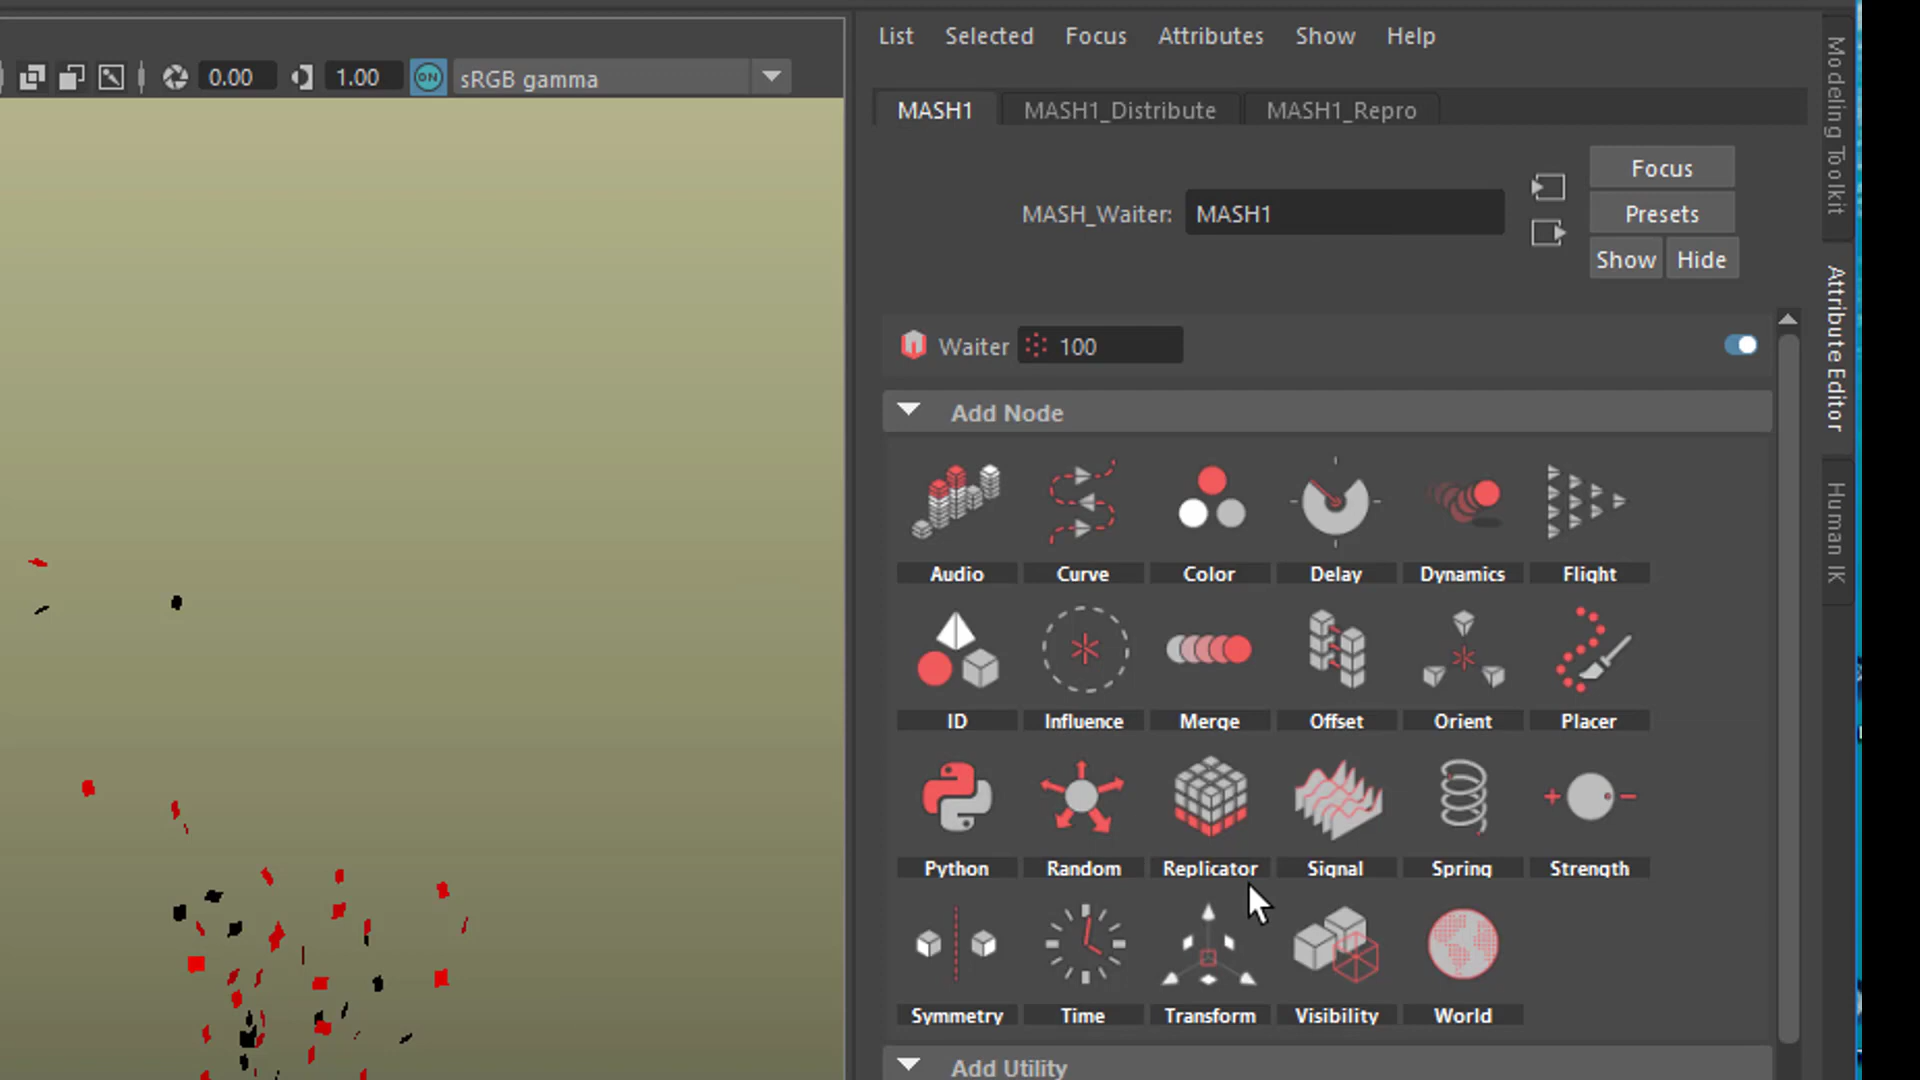 List Selected Focus Attributes Show Help
0.00 1.00 ON sRGB gamma
MASH1 MASH1_Distribute MASH1_Repro
Focus
MASH_Waiter: MASH1 Presets
Show Hide
Waiter 100
Add Node
Audio Curve Color Delay Dynamics Flight
ID Influence Merge Offset Orient Placer
Python Random Replicator Signal Spring Strength
Symmetry Time Transform Visibility World
Add Utility
Modeling Toolkit
Attribute Editor
Human IK